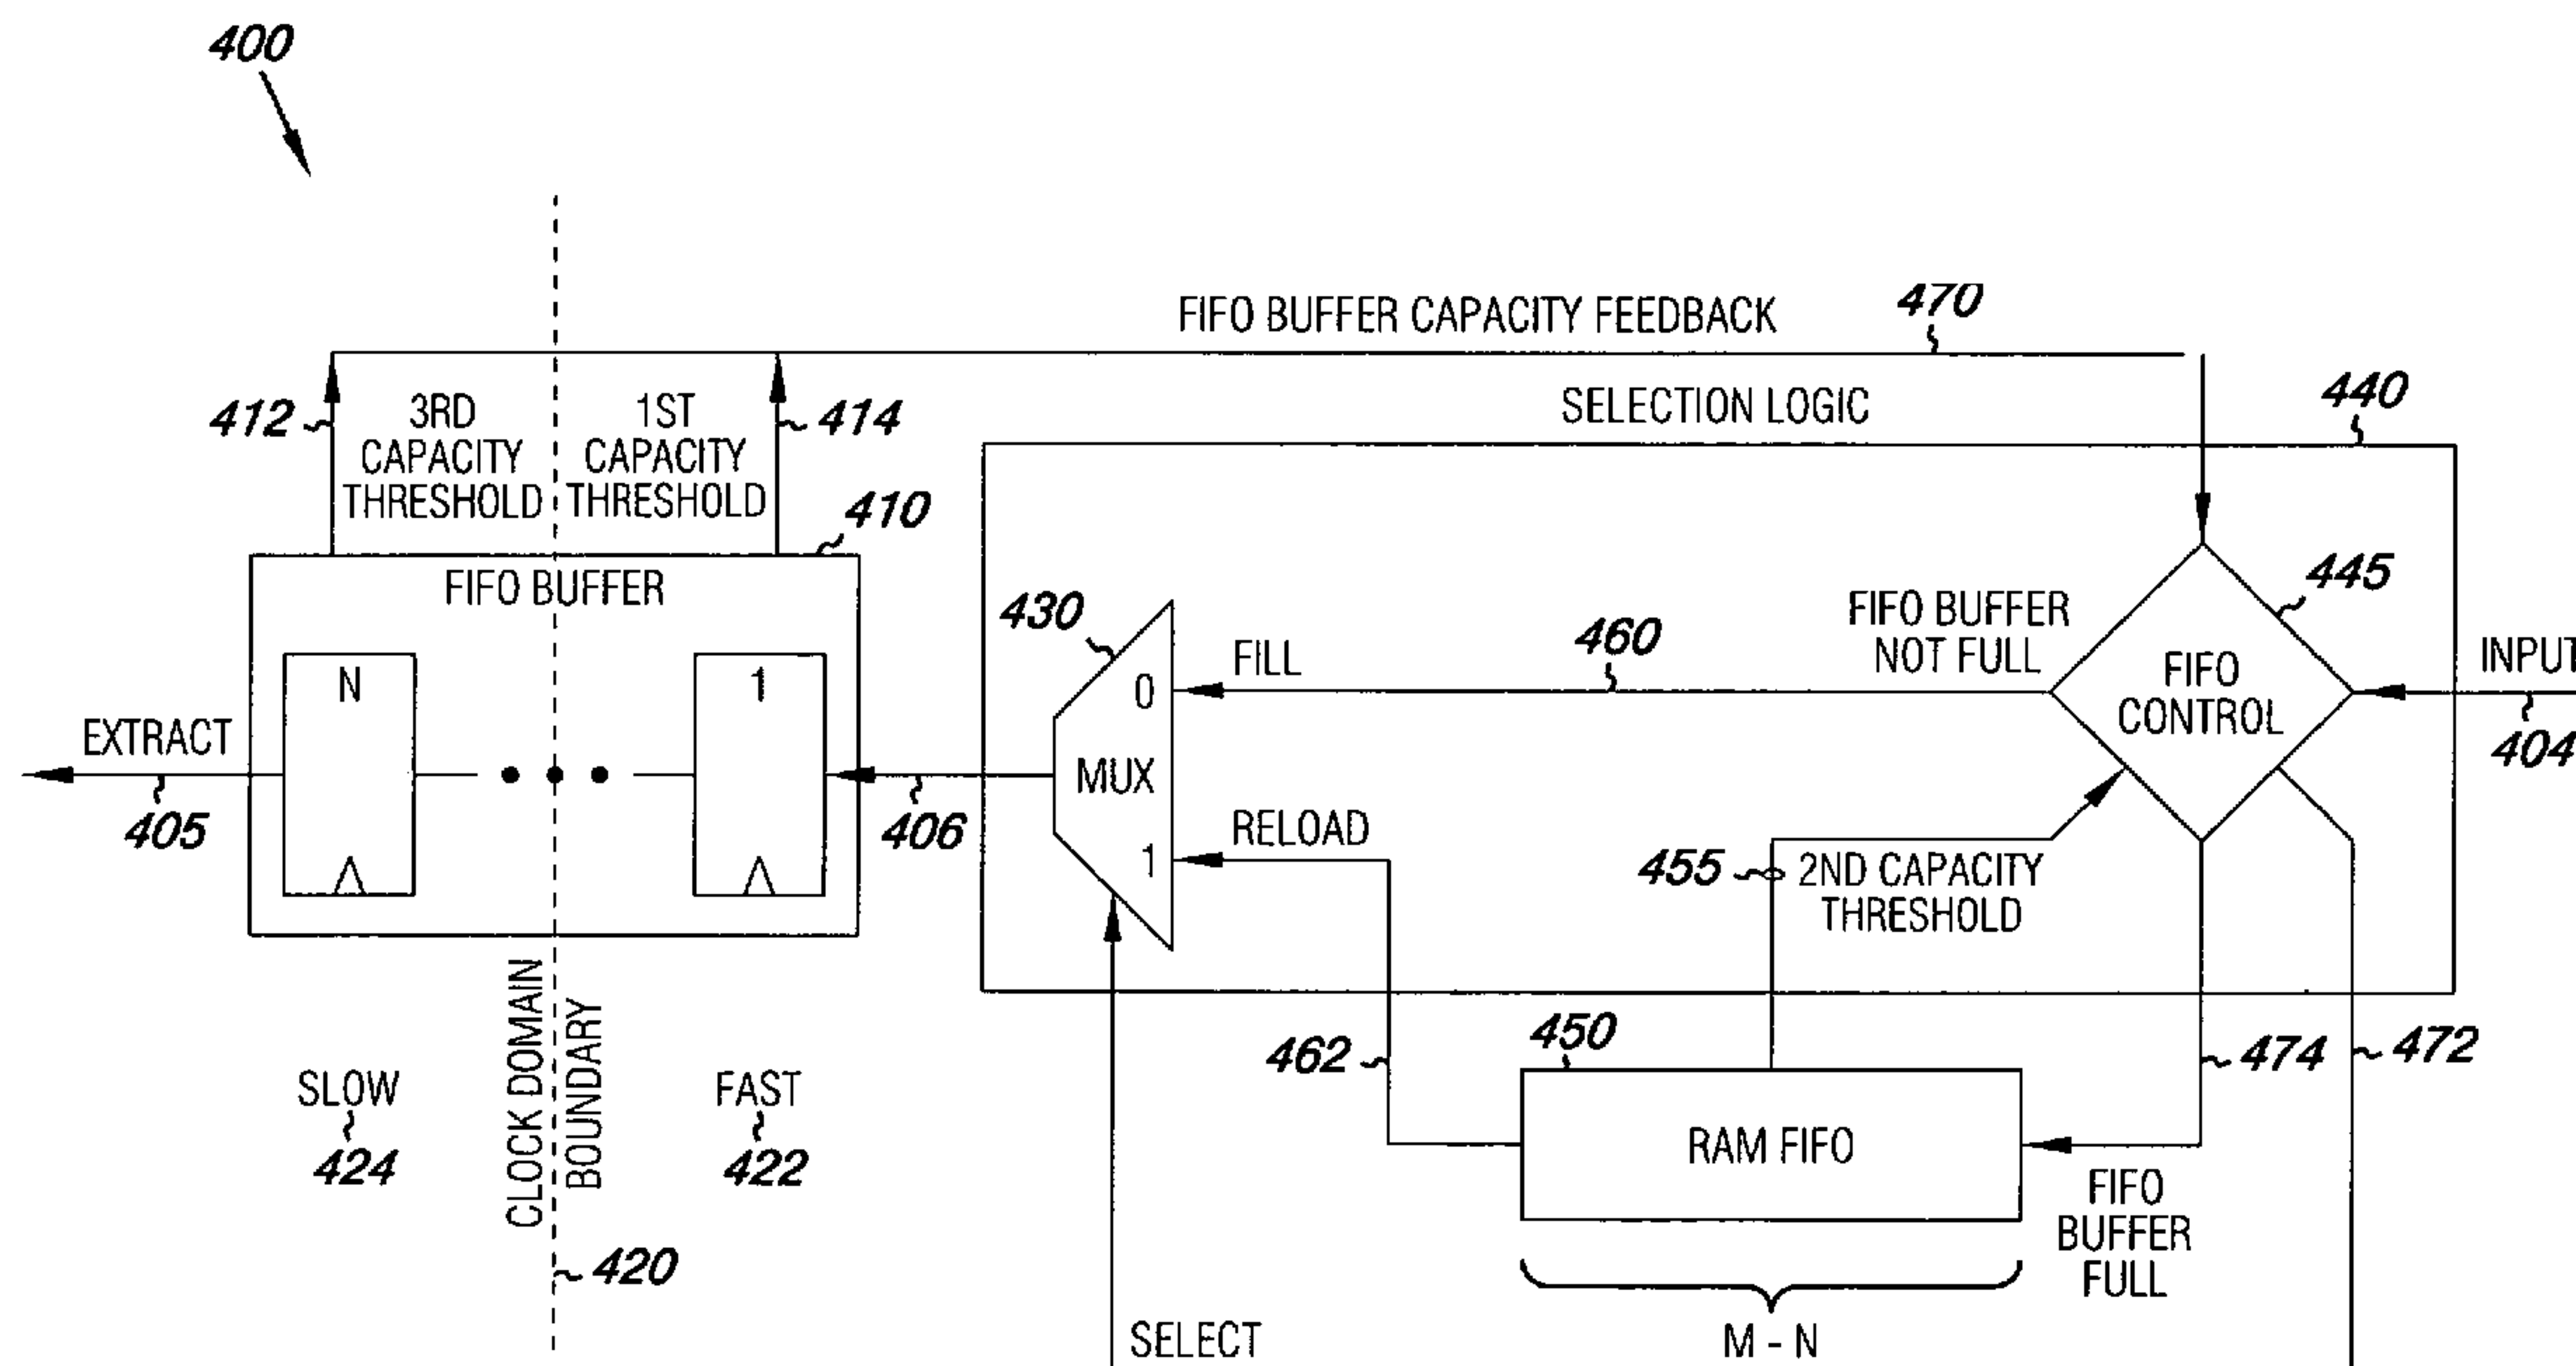 400
FIFO BUFFER CAPACITY FEEDBACK
470
SELECTION LOGIC
440
412
3RD
CAPACITY
THRESHOLD
1ST
CAPACITY
THRESHOLD
414
410
FIFO BUFFER
N
1
EXTRACT
405
406
430
0
MUX
1
FILL
460
FIFO BUFFER
NOT FULL
445
FIFO
CONTROL
INPUT
404
RELOAD
455
2ND CAPACITY
THRESHOLD
462
450
RAM FIFO
474
472
FIFO
BUFFER
FULL
M - N
SLOW
424
CLOCK DOMAIN
BOUNDARY
FAST
422
420
SELECT